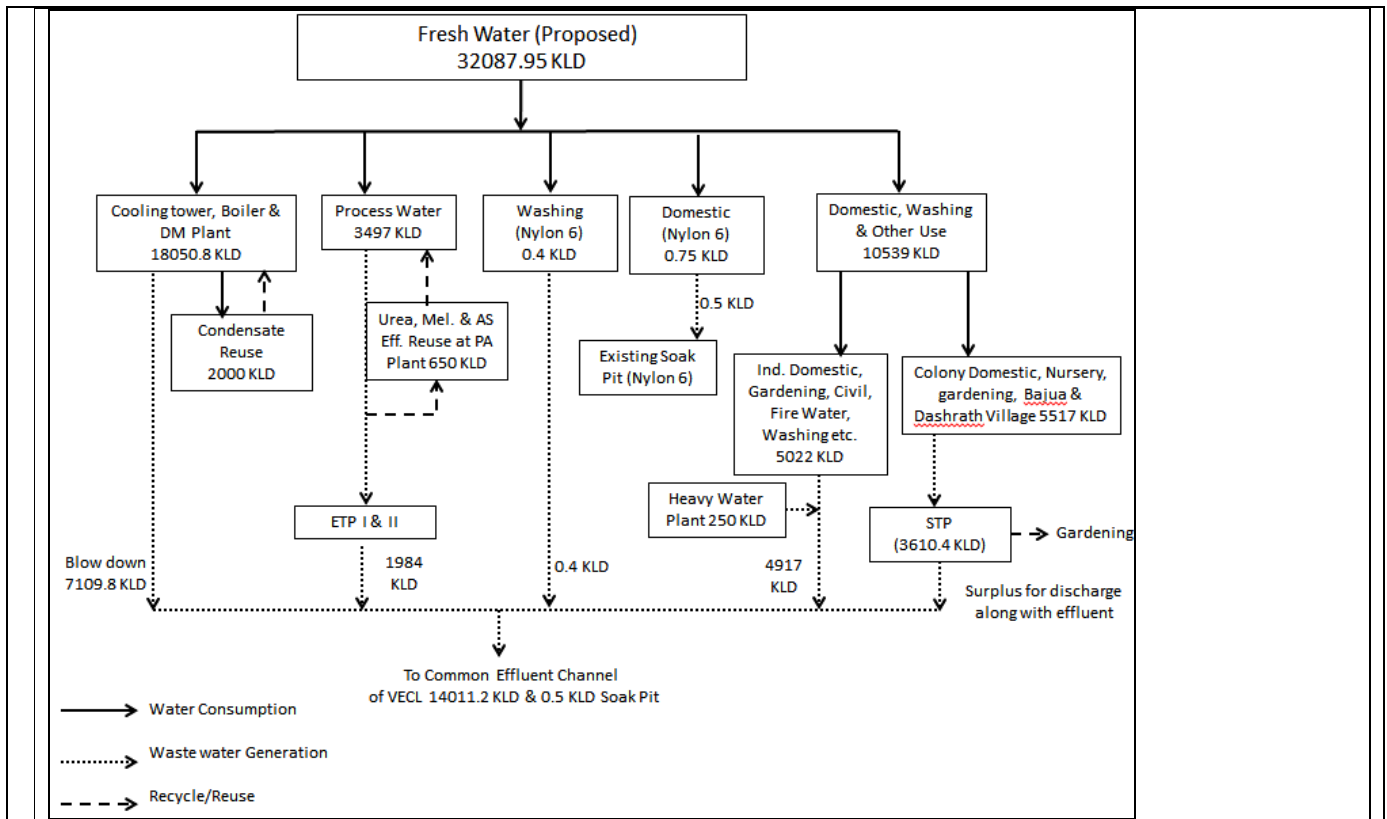 Fresh Water (Proposed)
32087.95 KLD
Cooling tower, Boiler &
DM Plant
18050.8 KLD
Process Water
3497 KLD
Washing
(Nylon 6)
0.4 KLD
Domestic
(Nylon 6)
0.75 KLD
Domestic, Washing
& Other Use
10539 KLD
Condensate
Reuse
2000 KLD
Urea, Mel. & AS
Eff. Reuse at PA
Plant 650 KLD
0.5 KLD
Existing Soak
Pit (Nylon 6)
Ind. Domestic,
Gardening, Civil,
Fire Water,
Washing etc.
5022 KLD
Colony Domestic, Nursery,
gardening, Bajua &
Dashrath Village 5517 KLD
Heavy Water
Plant 250 KLD
ETP I & II
STP
(3610.4 KLD)
Gardening
Blow down
7109.8 KLD
1984
KLD
0.4 KLD
4917
KLD
Surplus for discharge
along with effluent
To Common Effluent Channel
of VECL 14011.2 KLD & 0.5 KLD Soak Pit
Water Consumption
Waste water Generation
Recycle/Reuse